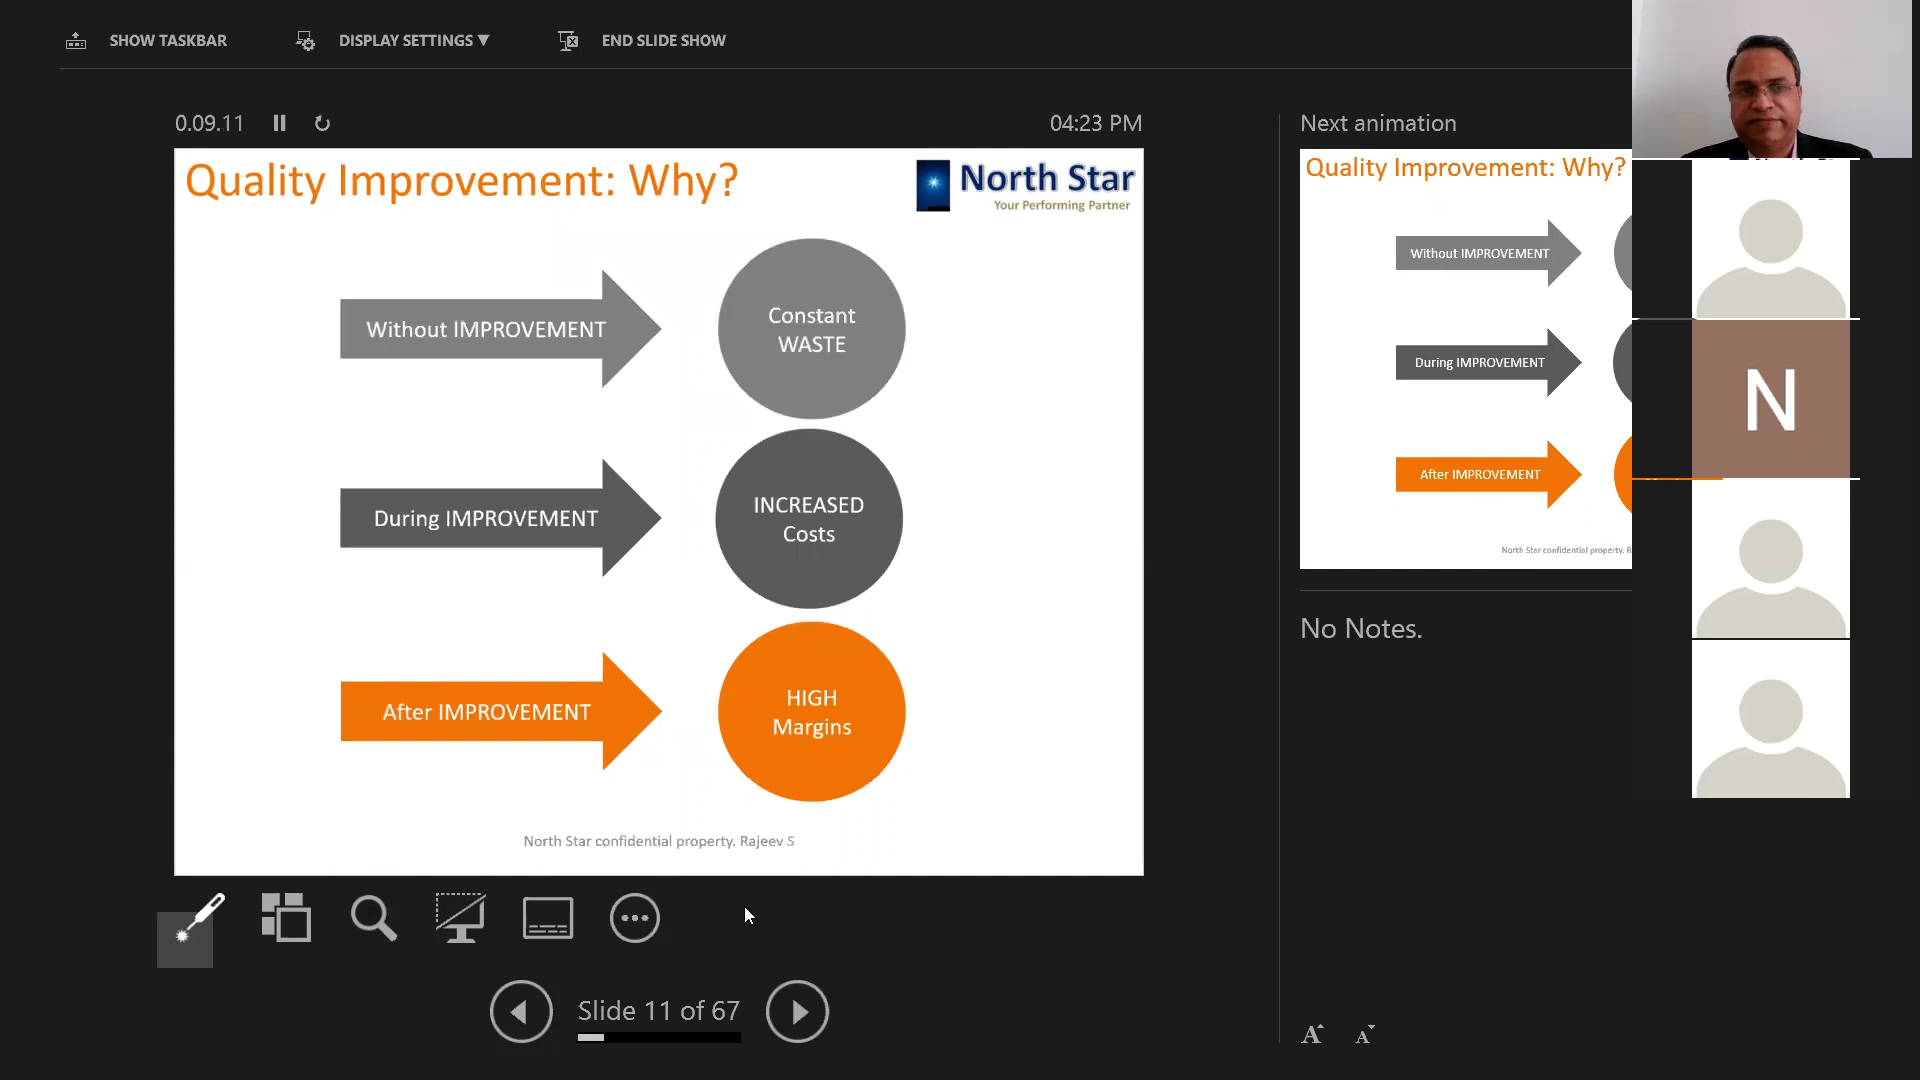 SHOW TASKBAR
DISPLAY SETTINGS ▼
END SLIDE SHOW
0.09.11
04:23 PM
Next animation
Quality Improvement: Why?
North Star
Your Performing Partner
Without IMPROVEMENT
Constant
WASTE
During IMPROVEMENT
INCREASED
Costs
After IMPROVEMENT
HIGH
Margins
North Star confidential property. Rajeev S
Quality Improvement: Why?
Without IMPROVEMENT
During IMPROVEMENT
After IMPROVEMENT
North Star confidential property.
No Notes.
N
Slide 11 of 67
A A